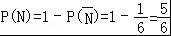 P(N)=1- P(N̅)=1 - 1/6 = 5/6